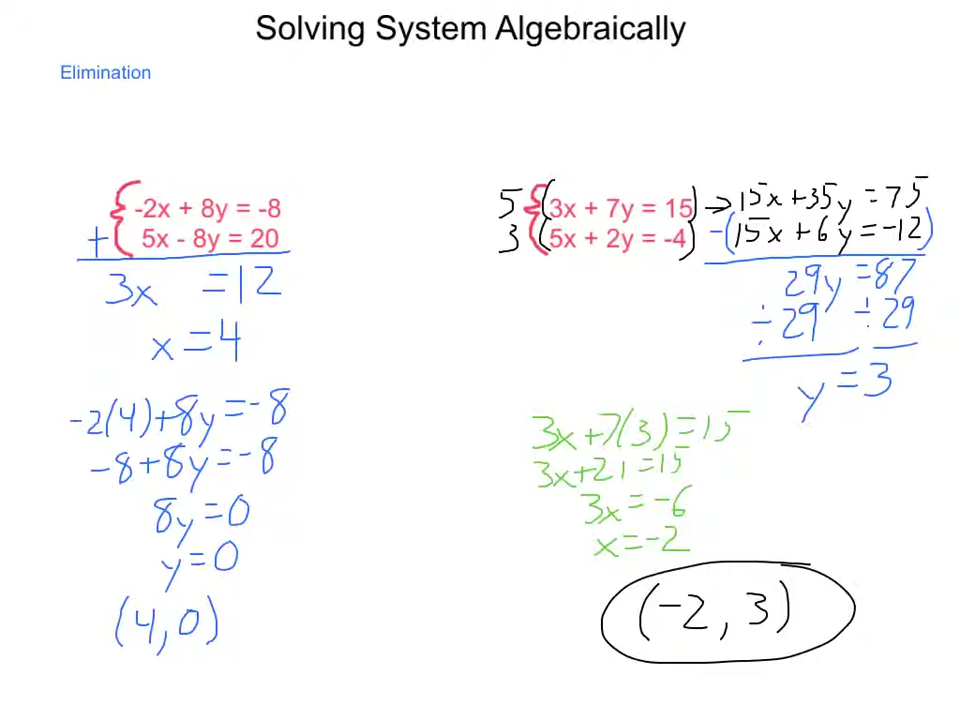 Solving System Algebraically
Elimination
-2x + 8y = -8
+ 5x - 8y = 20
3x = 12
x = 4
-2(4)+8y = -8
-8+8y = -8
8y = 0
y = 0
(4,0)
5 (3x + 7y = 15) → 15x+35y = 75
3 (5x + 2y = -4) -(15x+6y = -12)
29y = 87
÷29 ÷29
y = 3
3x+7(3) = 15
3x+21 = 15
3x = -6
x = -2
(-2, 3)